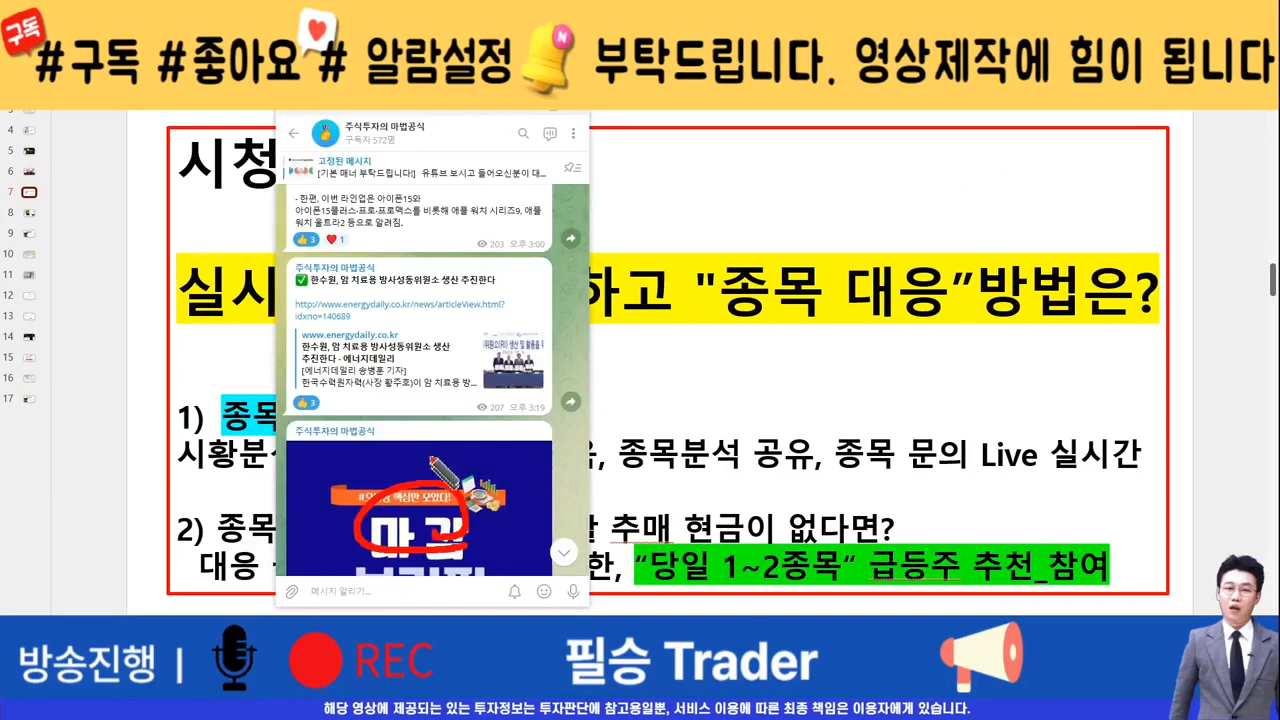 구독
N
#구독 #좋아요 # 알람설정 부탁드립니다. 영상제작에 힘이 됩니다
4
5
6
7
8
9
10
11
12
13
14
15
16
17
시청
실시
하고 "종목 대응”방법은?
1) 종목
시황분석
종목분석 공유, 종목 문의 Live 실시간
2) 종목
추매 현금이 없다면?
대응
한, “당일 1~2종목“ 급등주 추천_참여
주식투자의 마법공식
구독자 572명
고정된 메시지
[기본 매너 부탁드립니다!] 유튜브 보시고 들어오신분이 대...
- 한편, 이번 라인업은 아이폰15와
아이폰15플러스·프로·프로맥스를 비롯해 애플 워치 시리즈9, 애플
워치 울트라2 등으로 알려짐.
3 1
203 오후 3:00
주식투자의 마법공식
한수원, 암 치료용 방사성동위원소 생산 추진한다
http://www.energydaily.co.kr/news/articleView.html?
idxno=140689
www.energydaily.co.kr
한수원, 암 치료용 방사성동위원소 생산
추진한다 - 에너지데일리
[에너지데일리 송병훈 기자]
한국수력원자력(사장 황주호)이 암 치료용 방...
3
207 오후 3:19
주식투자의 마법공식
핵심만 모았다!
마감
메시지 알리기...
방송진행 |
REC
필승 Trader
해당 영상에 제공되는 있는 투자정보는 투자판단에 참고용일뿐, 서비스 이용에 따른 최종 책임은 이용자에게 있습니다.